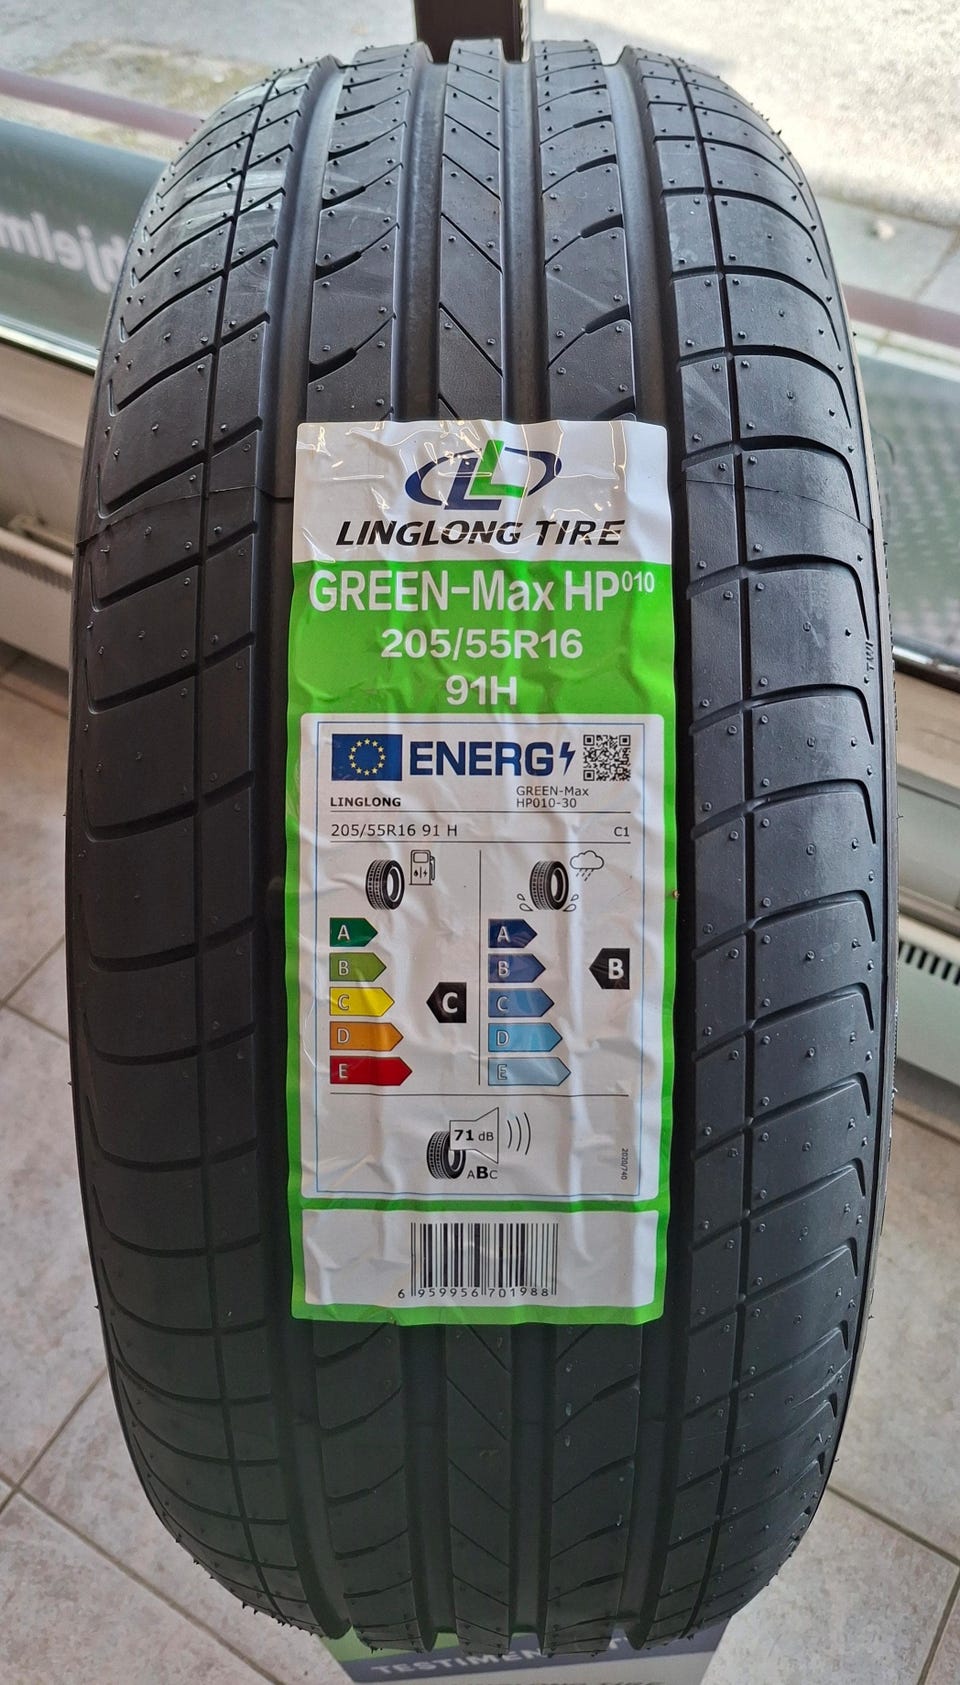 LINGLONG TIRE
GREEN-Max HP010
205/55R16
91H
ENERG
LINGLONG
GREEN-Max
HP010-30
205/55R16 91 H
C1
A
B
C
D
E
C
A
B
C
D
E
B
71 dB
ABC
2020/740
6 959956 701988
TWI